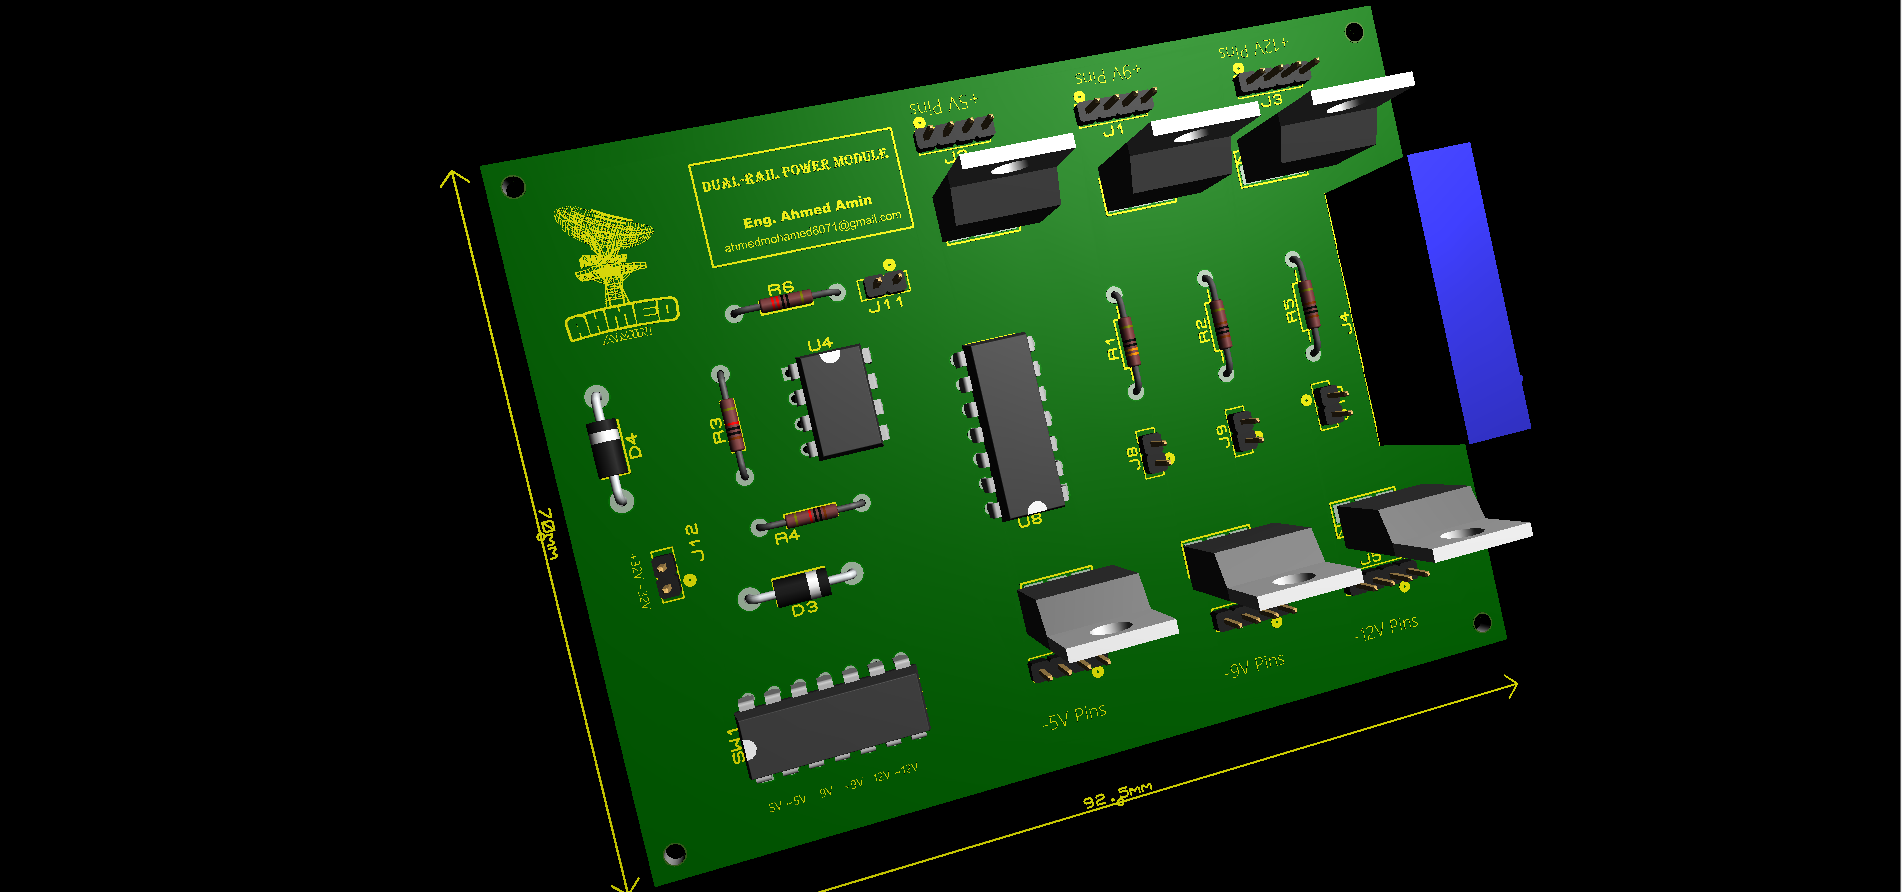 +12V Pins
+9V Pins
+5V Pins
J3
J1
DUAL-RAIL POWER MODULE
Eng. Ahmed Amin
ahmedmohamed6071@gmail.com
AHMED
R6
J11
U4
R1
R2
R5
J4
R3
D4
J8
J9
U8
R4
J12
+32V -32V
D3
J5
-12V Pins
-9V Pins
-5V Pins
SW1
5V -5V 9V -9V 12V -12V
92.5mm